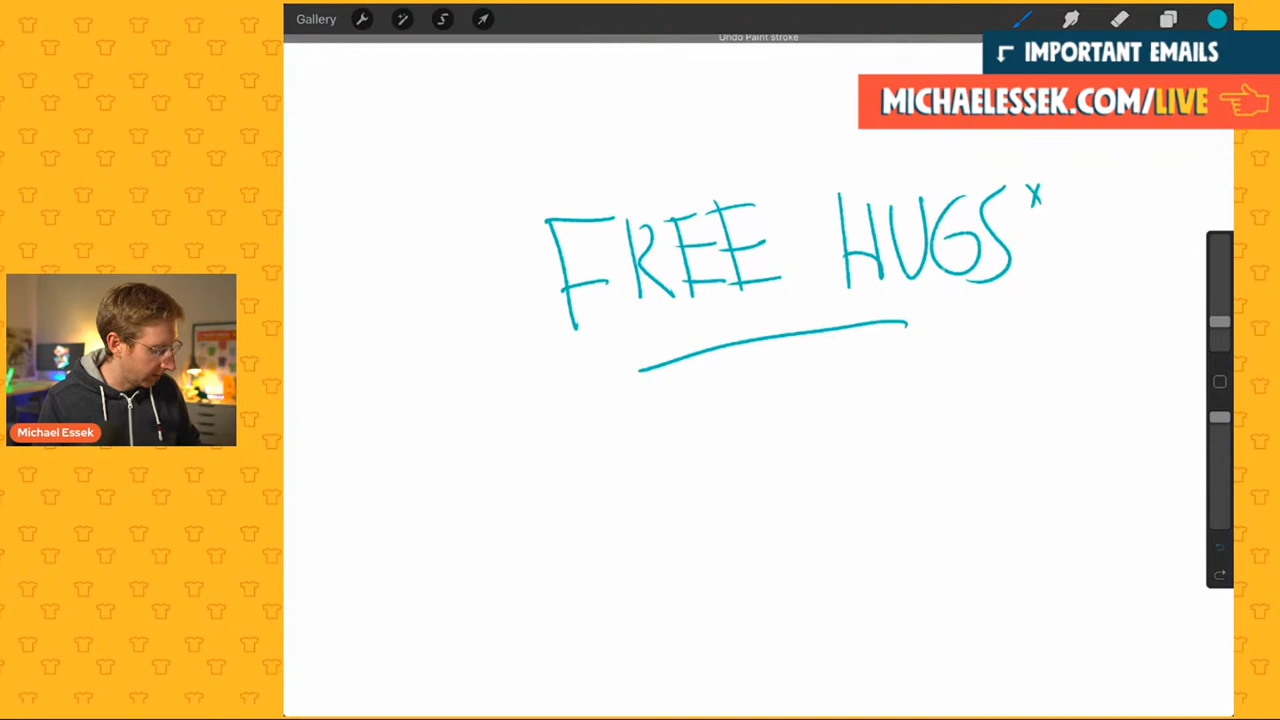 Gallery
Undo Paint stroke
IMPORTANT EMAILS
MICHAELESSEK.COM/LIVE
FREE HUGS x
Michael Essek